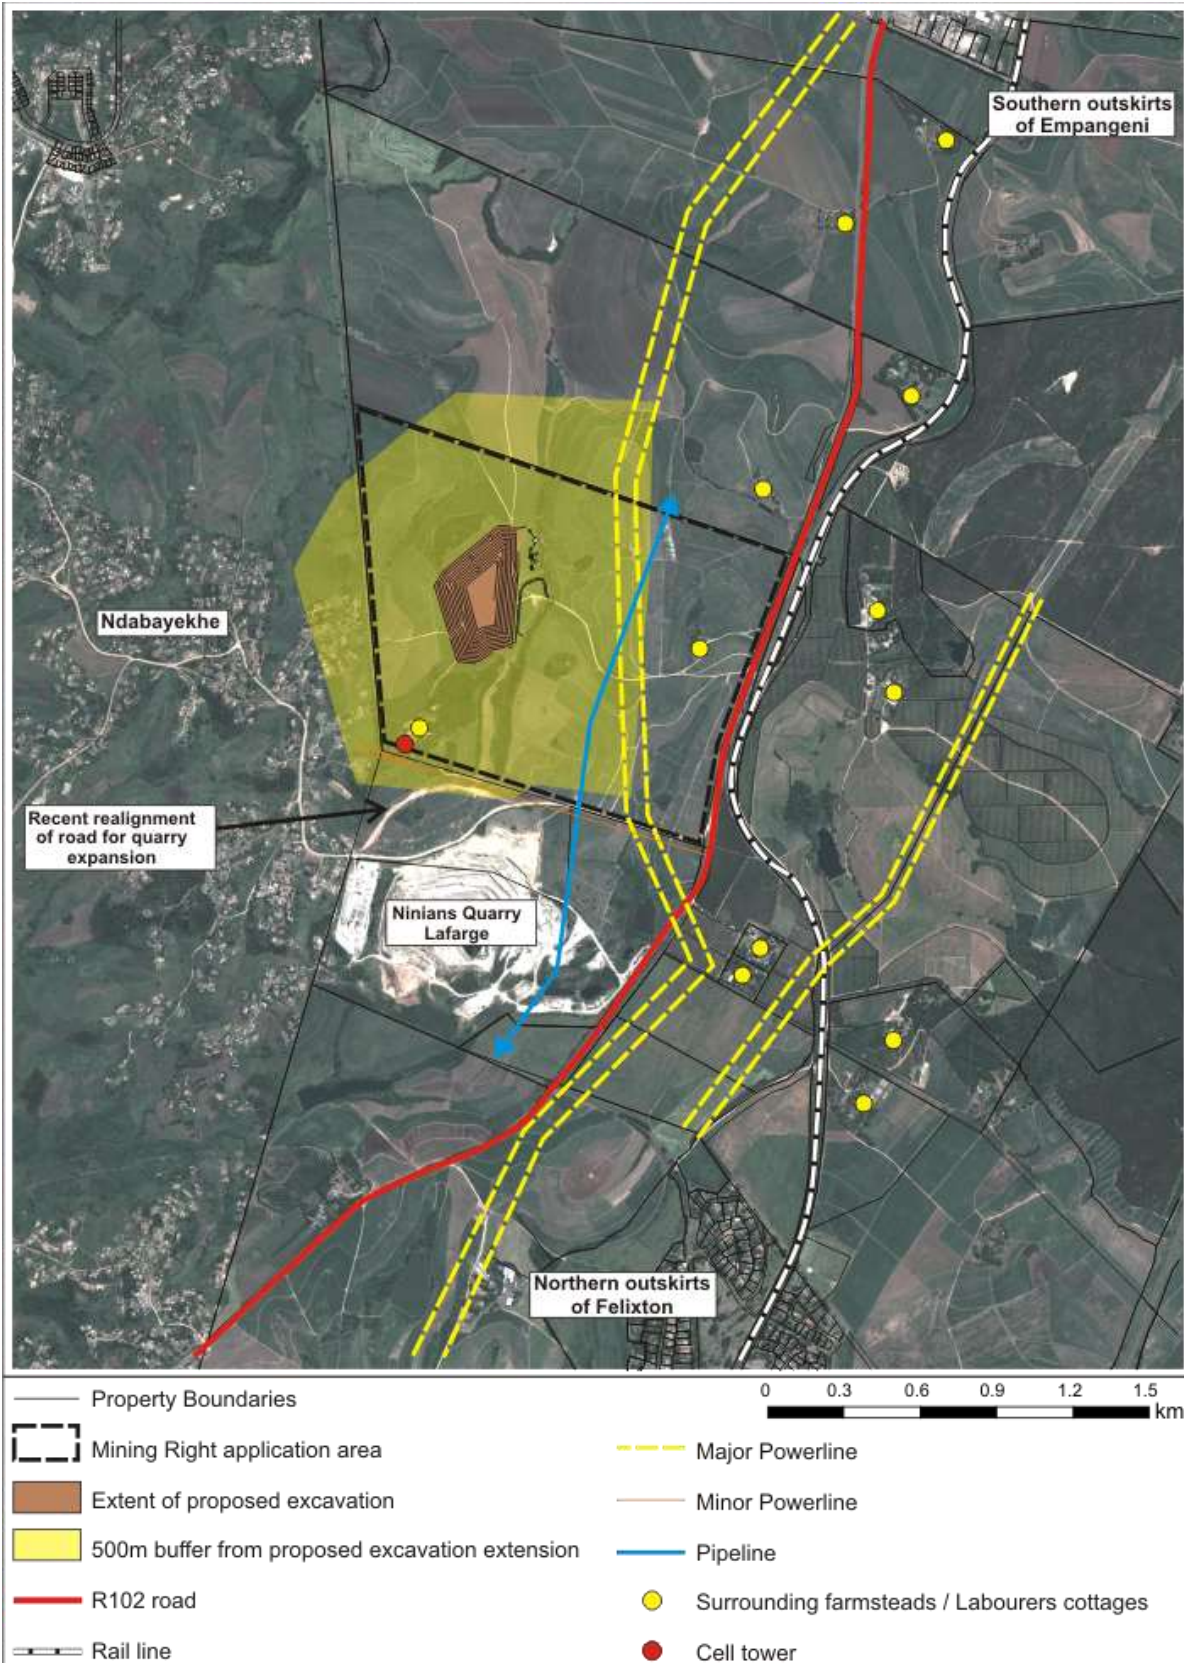 Southern outskirts
of Empangeni
Ndabayekhe
Recent realignment
of road for quarry
expansion
Ninians Quarry
Lafarge
Northern outskirts
of Felixton
Property Boundaries
Mining Right application area
Extent of proposed excavation
500m buffer from proposed excavation extension
R102 road
Rail line
0 0.3 0.6 0.9 1.2 1.5
km
Major Powerline
Minor Powerline
Pipeline
Surrounding farmsteads / Labourers cottages
Cell tower